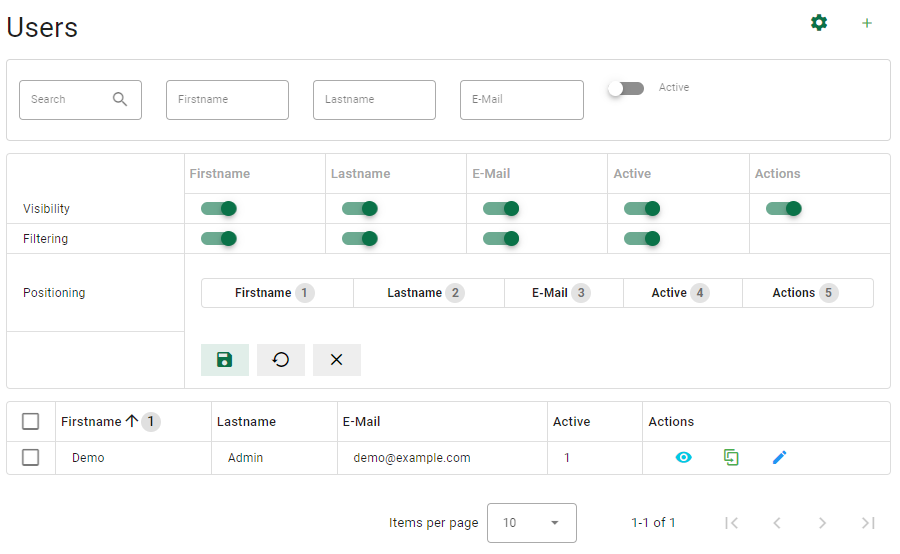 Users
Search Firstname Lastname E-Mail Active
Firstname Lastname E-Mail Active Actions
Visibility
Filtering
Positioning Firstname 1 Lastname 2 E-Mail 3 Active 4 Actions 5
Firstname 1 Lastname E-Mail Active Actions
Demo Admin demo@example.com 1
Items per page 10 1-1 of 1